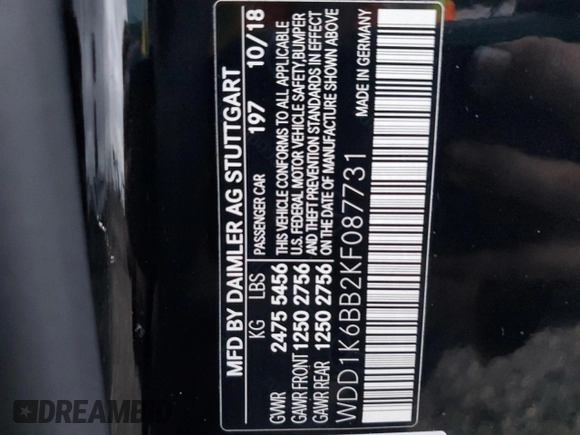 MFD BY DAIMLER AG STUTTGART
KG LBS PASSENGER CAR 197 10/18
GVWR 2475 5456 THIS VEHICLE CONFORMS TO ALL APPLICABLE
U.S. FEDERAL MOTOR VEHICLE SAFETY,BUMPER
GAWR FRONT 1250 2756 AND THEFT PREVENTION STANDARDS IN EFFECT
GAWR REAR 1250 2756 ON THE DATE OF MANUFACTURE SHOWN ABOVE
WDD1K6BB2KF087731 MADE IN GERMANY
DREAMBID